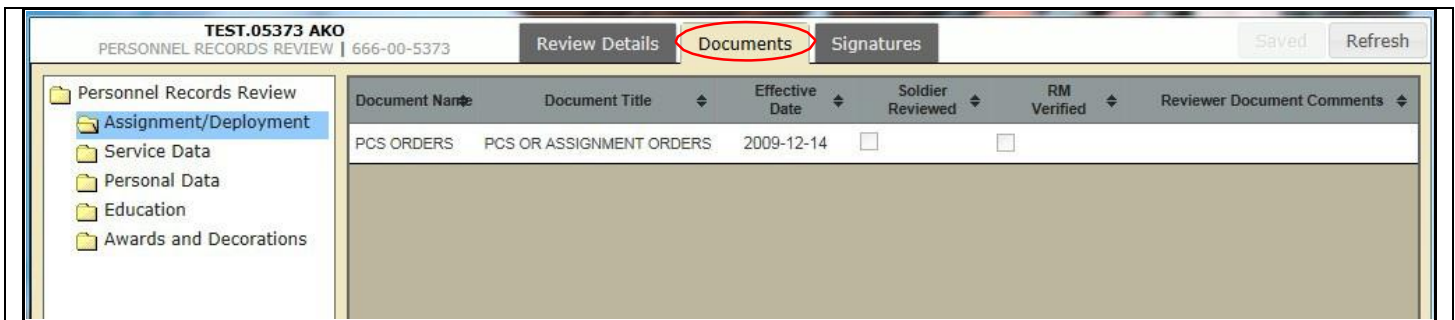 TEST.05373 AKO
PERSONNEL RECORDS REVIEW | 666-00-5373
Review Details
Documents
Signatures
Saved
Refresh
Personnel Records Review
Assignment/Deployment
Service Data
Personal Data
Education
Awards and Decorations
Document Name
Document Title
Effective
Date
Soldier
Reviewed
RM
Verified
Reviewer Document Comments
PCS ORDERS
PCS OR ASSIGNMENT ORDERS
2009-12-14